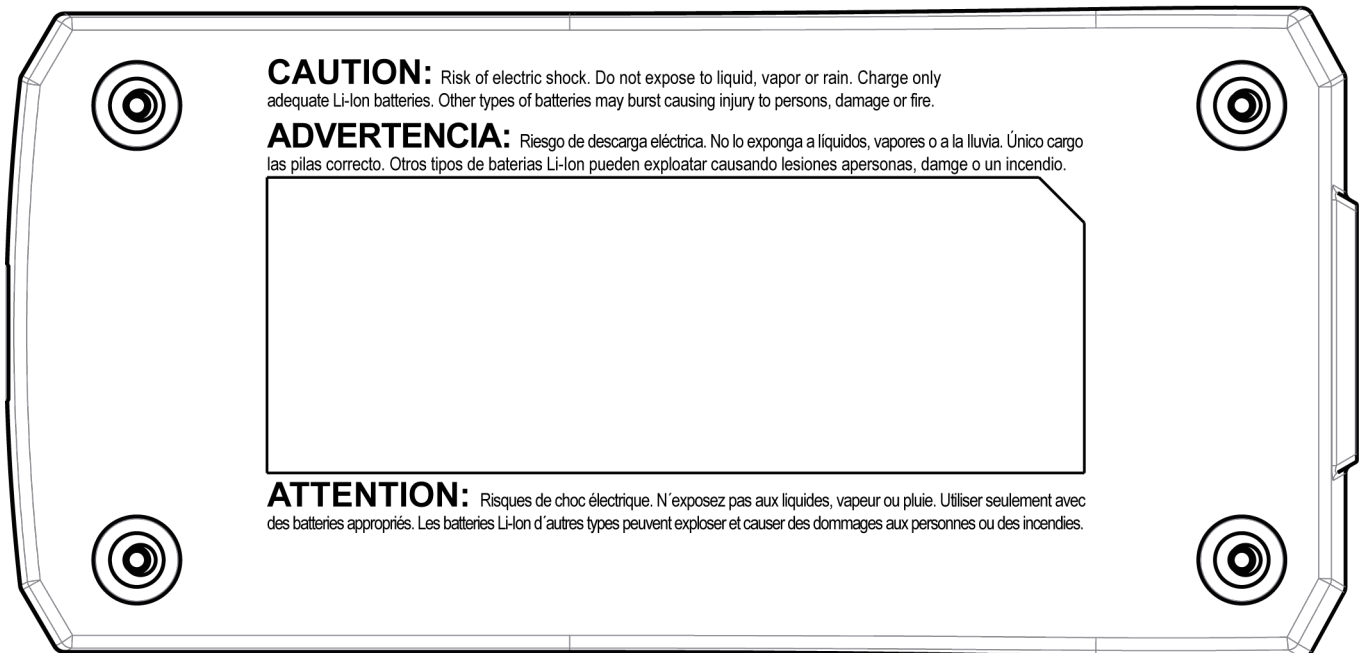 CAUTION: Risk of electric shock. Do not expose to liquid, vapor or rain. Charge only
adequate Li-Ion batteries. Other types of batteries may burst causing injury to persons, damage or fire.
ADVERTENCIA: Riesgo de descarga eléctrica. No lo exponga a líquidos, vapores o a la lluvia. Único cargo
las pilas correcto. Otros tipos de baterias Li-Ion pueden exploatar causando lesiones apersonas, damge o un incendio.
ATTENTION: Risques de choc électrique. N´exposez pas aux liquides, vapeur ou pluie. Utiliser seulement avec
des batteries appropriés. Les batteries Li-Ion d´autres types peuvent exploser et causer des dommages aux personnes ou des incendies.